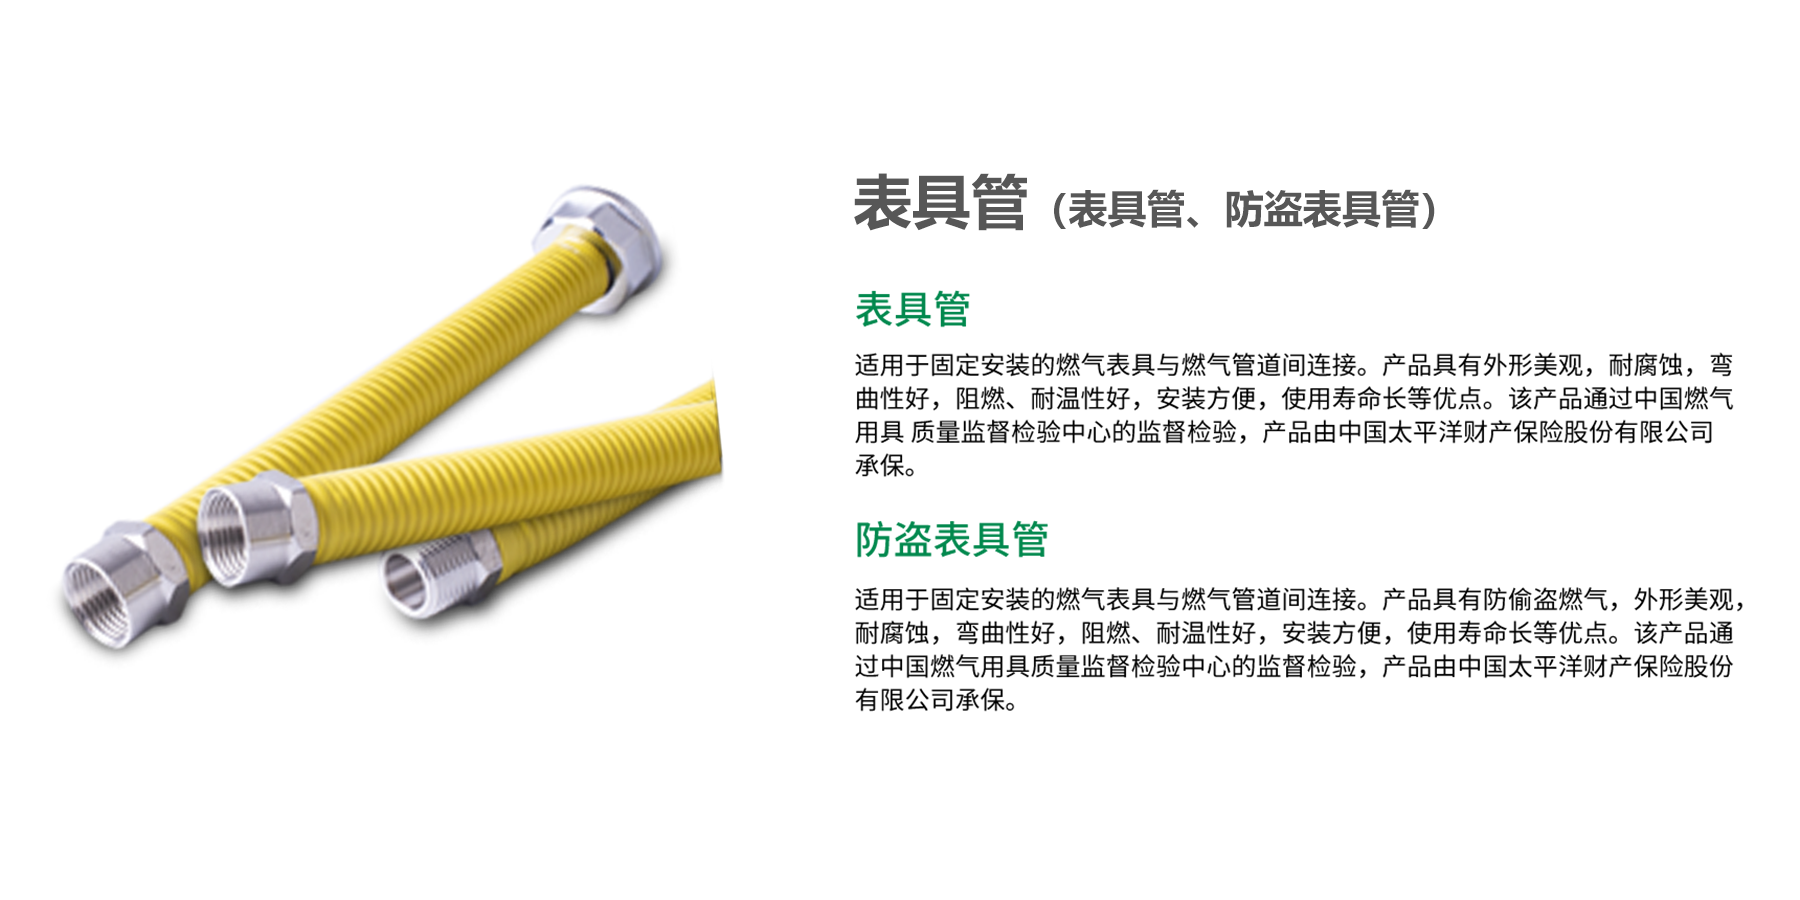 表具管（表具管、防盗表具管）
表具管
适用于固定安装的燃气表具与燃气管道间连接。产品具有外形美观，耐腐蚀，弯
曲性好，阻燃、耐温性好，安装方便，使用寿命长等优点。该产品通过中国燃气
用具 质量监督检验中心的监督检验，产品由中国太平洋财产保险股份有限公司
承保。
防盗表具管
适用于固定安装的燃气表具与燃气管道间连接。产品具有防偷盗燃气，外形美观，
耐腐蚀，弯曲性好，阻燃、耐温性好，安装方便，使用寿命长等优点。该产品通
过中国燃气用具质量监督检验中心的监督检验，产品由中国太平洋财产保险股份
有限公司承保。